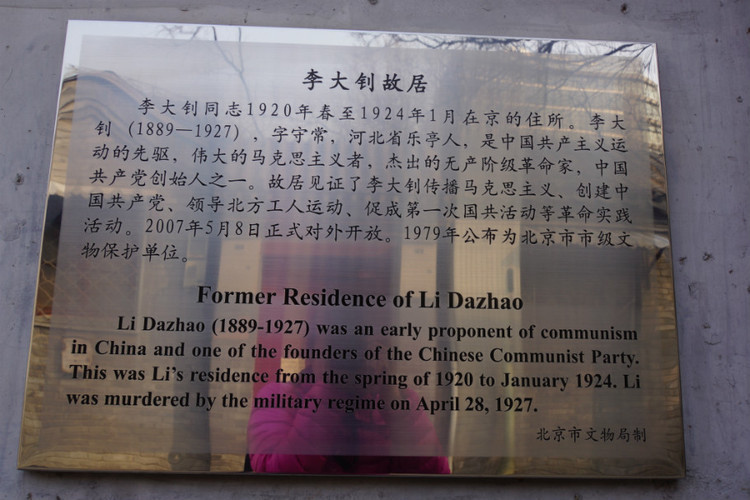 李大钊故居
李大钊同志1920年春至1924年1月在京的住所。李大
钊（1889—1927），字守常，河北省乐亭人，是中国共产主义运
动的先驱，伟大的马克思主义者，杰出的无产阶级革命家，中国
共产党创始人之一。故居见证了李大钊传播马克思主义、创建中
国共产党、领导北方工人运动、促成第一次国共活动等革命实践
活动。2007年5月8日正式对外开放。1979年公布为北京市市级文
物保护单位。
Former Residence of Li Dazhao
Li Dazhao (1889-1927) was an early proponent of communism
in China and one of the founders of the Chinese Communist Party.
This was Li's residence from the spring of 1920 to January 1924. Li
was murdered by the military regime on April 28, 1927.
北京市文物局制